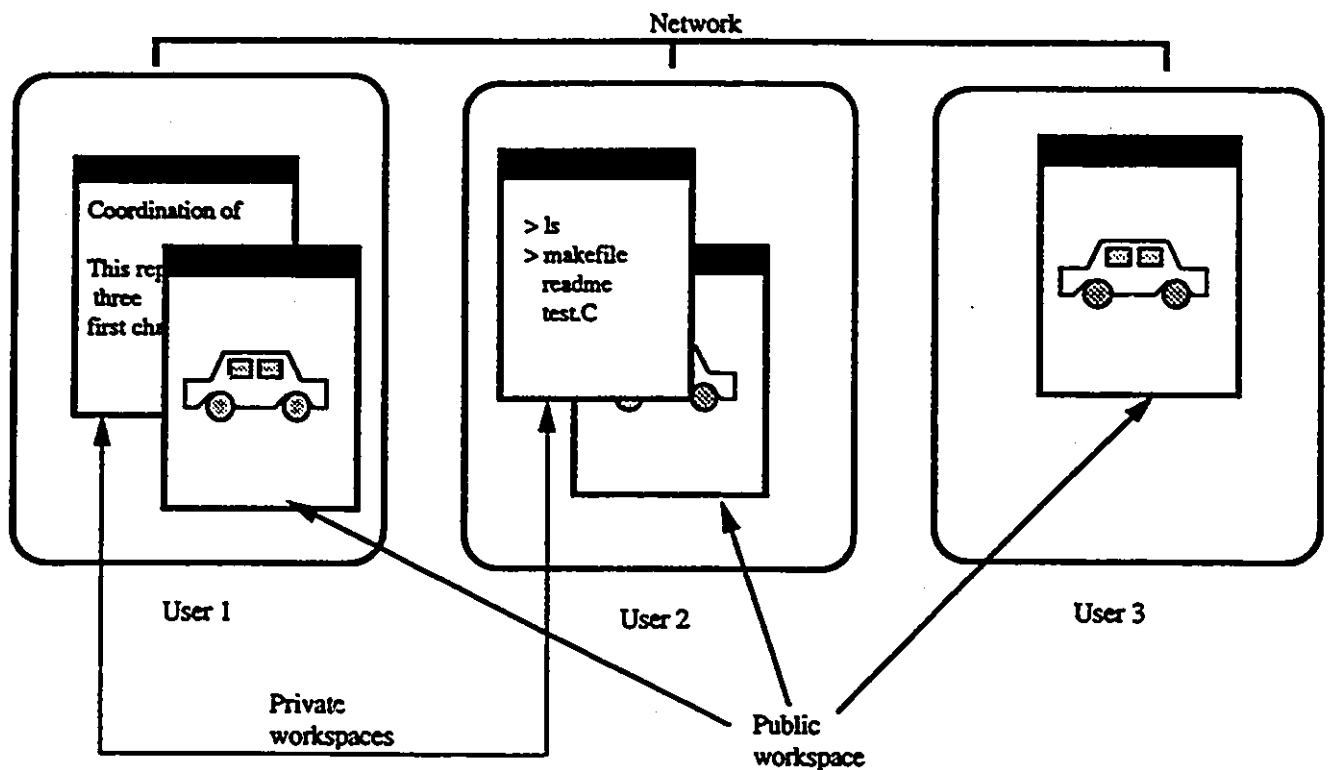 Network
Coordination of
This rep
three
first cha
> ls
> makefile
readme
test.C
User 1
User 2
User 3
Private
workspaces
Public
workspace